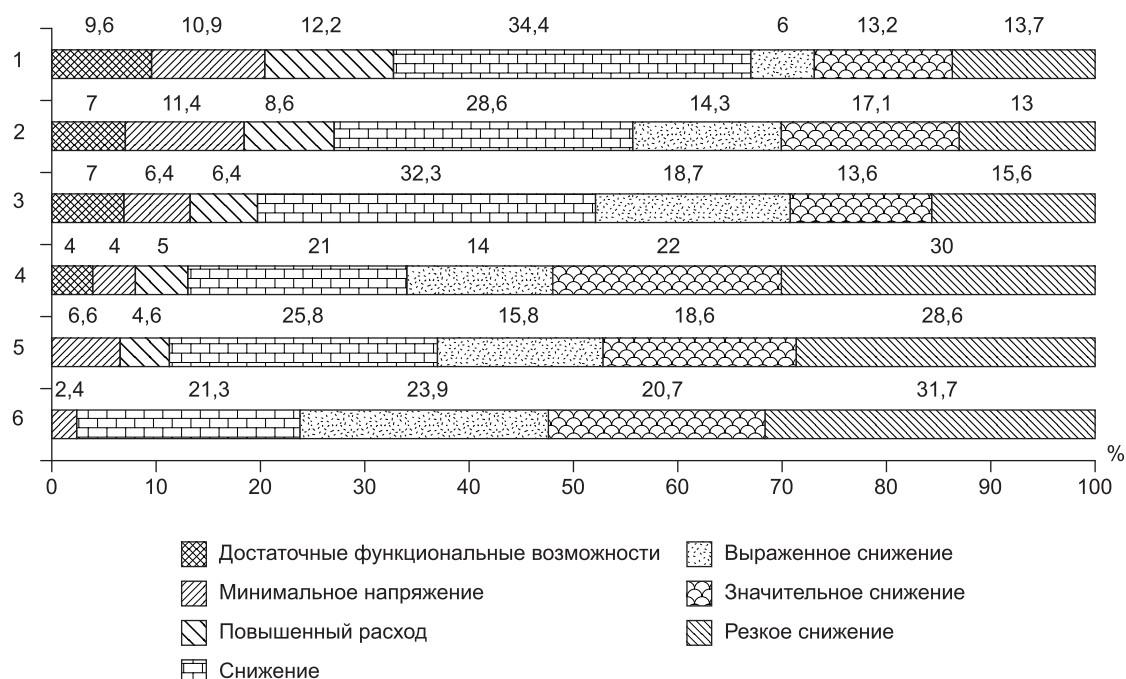 9,6 10,9 12,2 34,4 6 13,2 13,7
1
7 11,4 8,6 28,6 14,3 17,1 13
2
7 6,4 6,4 32,3 18,7 13,6 15,6
3
4 4 5 21 14 22 30
4
6,6 4,6 25,8 15,8 18,6 28,6
5
2,4 21,3 23,9 20,7 31,7
6
%
0 10 20 30 40 50 60 70 80 90 100
Достаточные функциональные возможности
Минимальное напряжение
Повышенный расход
Снижение
Выраженное снижение
Значительное снижение
Резкое снижение